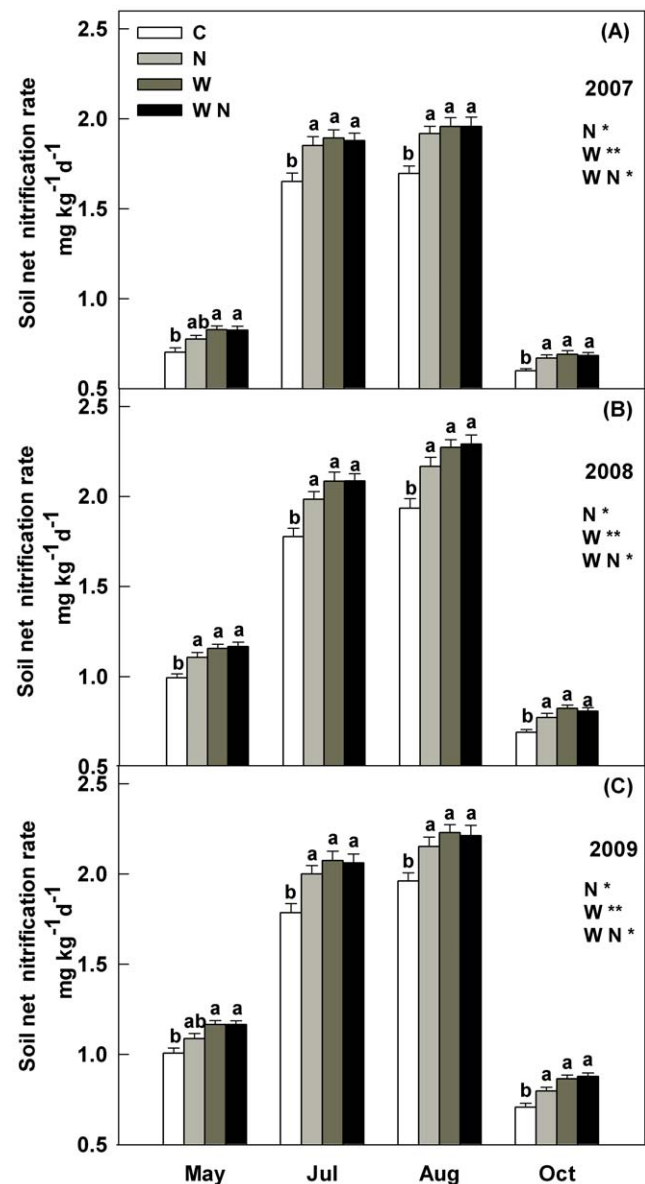 2.5
2.0
1.5
1.0
0.5
Soil net nitrification rate
mg kg⁻¹d⁻¹
C
N
W
W N
(A)
2007
N *
W **
W N *
b ab a a
b a a a
b a a a
b a a a
2.5
2.0
1.5
1.0
0.5
Soil net nitrification rate
mg kg⁻¹d⁻¹
(B)
2008
N *
W **
W N *
b a a a
b a a a
b a a a
b a a a
2.5
2.0
1.5
1.0
0.5
Soil net nitrification rate
mg kg⁻¹d⁻¹
(C)
2009
N *
W **
W N *
b ab a a
b a a a
b a a a
b a a a
May Jul Aug Oct